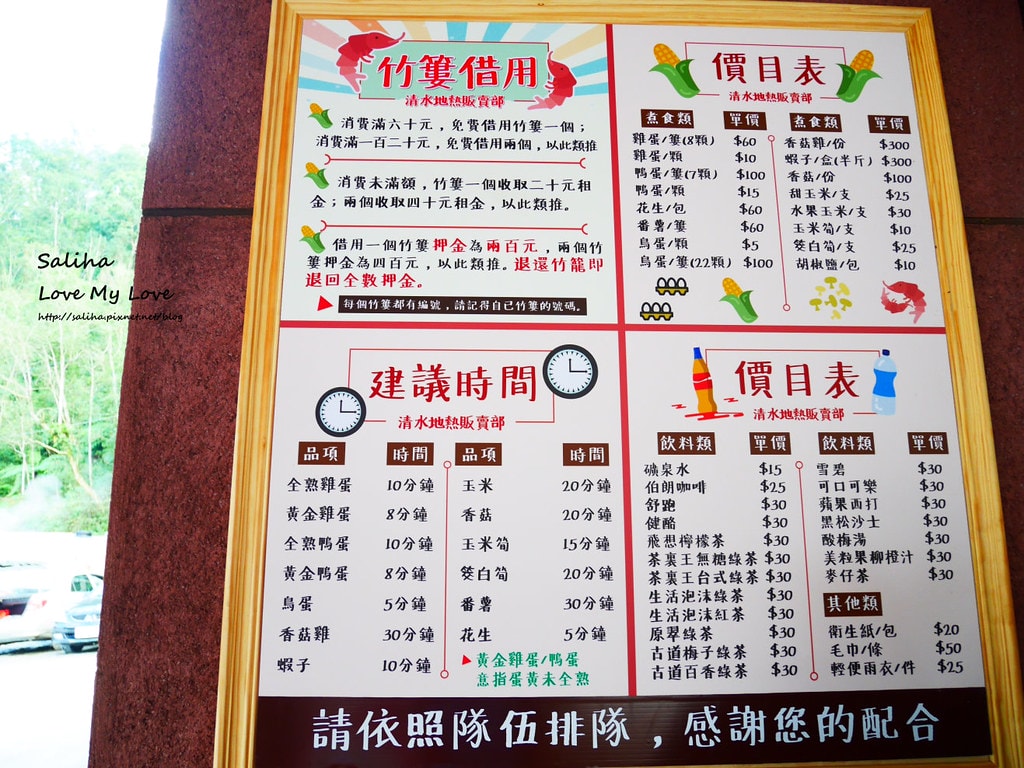 Saliha
Love My Love
http://saliha.pixnet.net/blog
竹簍借用
清水地熱販賣部
消費滿六十元，免費借用竹簍一個；
消費滿一百二十元，免費借用兩個，以此類推
消費未滿額，竹簍一個收取二十元租
金；兩個收取四十元租金，以此類推。
借用一個竹簍押金為兩百元，兩個竹
簍押金為四百元，以此類推。退還竹籠即
退回全數押金。
每個竹簍都有編號，請記得自己竹簍的號碼。
價目表
清水地熱販賣部
煮食類 單價 煮食類 單價
雞蛋/簍(8顆) $60 香菇雞/份 $300
雞蛋/顆 $10 蝦子/盒(半斤) $300
鴨蛋/簍(7顆) $100 香菇/份 $100
鴨蛋/顆 $15 甜玉米/支 $25
花生/包 $60 水果玉米/支 $30
番薯/簍 $60 玉米筍/支 $10
鳥蛋/顆 $5 筊白筍/支 $25
鳥蛋/簍(22顆) $100 胡椒鹽/包 $10
建議時間
清水地熱販賣部
品項 時間 品項 時間
全熟雞蛋 10分鐘 玉米 20分鐘
黃金雞蛋 8分鐘 香菇 20分鐘
全熟鴨蛋 10分鐘 玉米筍 15分鐘
黃金鴨蛋 8分鐘 筊白筍 20分鐘
鳥蛋 5分鐘 番薯 30分鐘
香菇雞 30分鐘 花生 5分鐘
蝦子 10分鐘
黃金雞蛋/鴨蛋
意指蛋黃未全熟
價目表
清水地熱販賣部
飲料類 單價 飲料類 單價
礦泉水 $15 雪碧 $30
伯朗咖啡 $25 可口可樂 $30
舒跑 $30 蘋果西打 $30
健酪 $30 黑松沙士 $30
飛想檸檬茶 $30 酸梅湯 $30
茶裏王無糖綠茶 $30 美粒果柳橙汁 $30
茶裏王台式綠茶 $30 麥仔茶 $30
生活泡沫綠茶 $30
生活泡沫紅茶 $30
原翠綠茶 $30
古道梅子綠茶 $30
古道百香綠茶 $30
其他類
衛生紙/包 $20
毛巾/條 $50
輕便雨衣/件 $25
請依照隊伍排隊，感謝您的配合